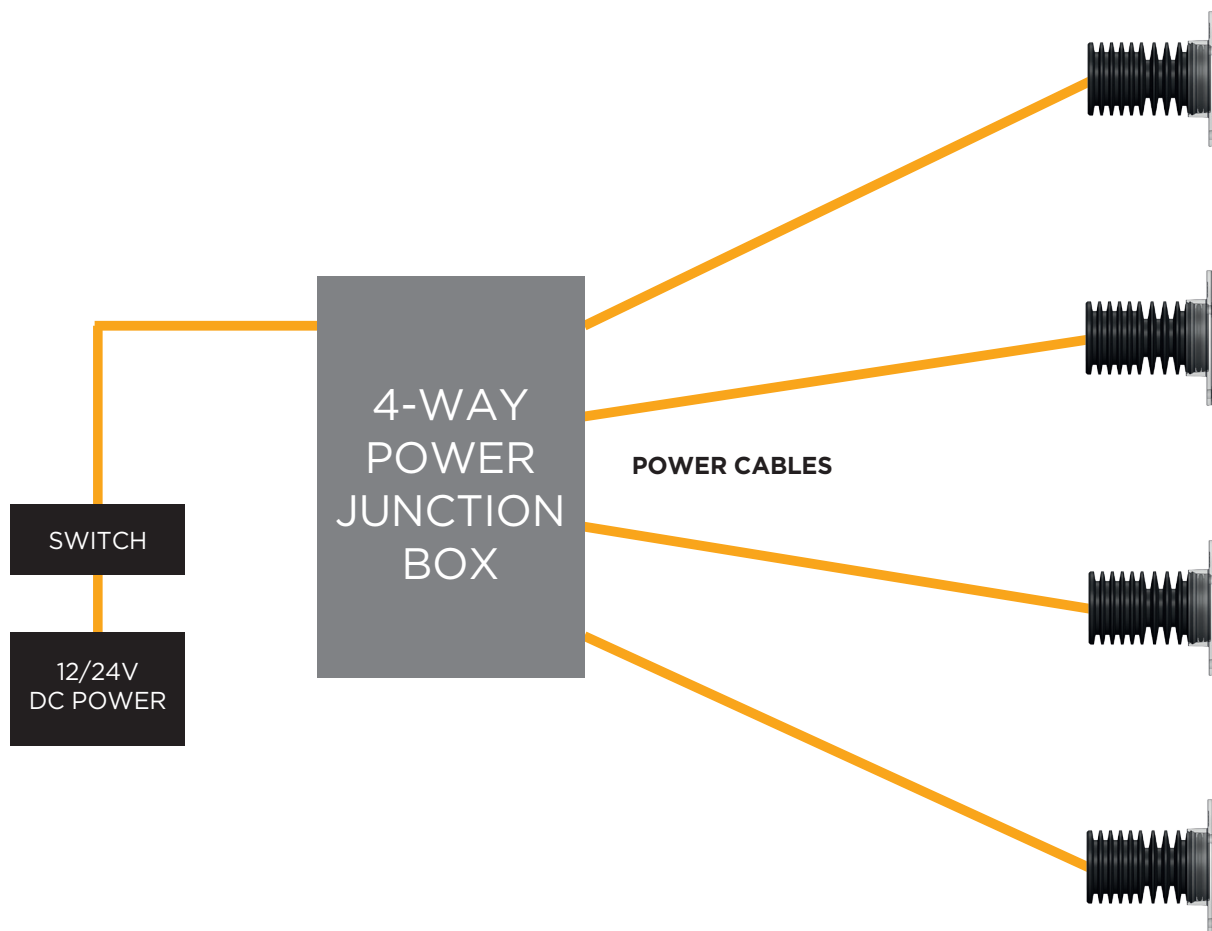 4-WAY
POWER
JUNCTION
BOX
POWER CABLES
SWITCH
12/24V
DC POWER